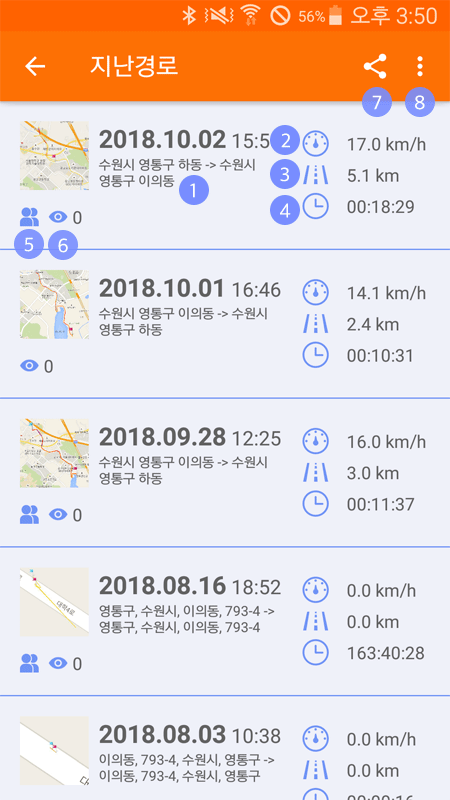 56% 오후 3:50
지난경로
7 8
2018.10.02 15:5
수원시 영통구 하동 -> 수원시
영통구 이의동
1
2 17.0 km/h
3 5.1 km
4 00:18:29
0
5 6
2018.10.01 16:46
수원시 영통구 이의동 -> 수원시
영통구 하동
14.1 km/h
2.4 km
00:10:31
0
2018.09.28 12:25
수원시 영통구 이의동 -> 수원시
영통구 하동
16.0 km/h
3.0 km
00:11:37
0
대학4로
2018.08.16 18:52
영통구, 수원시, 이의동, 793-4 ->
영통구, 수원시, 이의동, 793-4
0.0 km/h
0.0 km
163:40:28
0
2018.08.03 10:38
이의동, 793-4, 수원시, 영통구 ->
이의동, 793-4, 수원시, 영통구
0.0 km/h
0.0 km